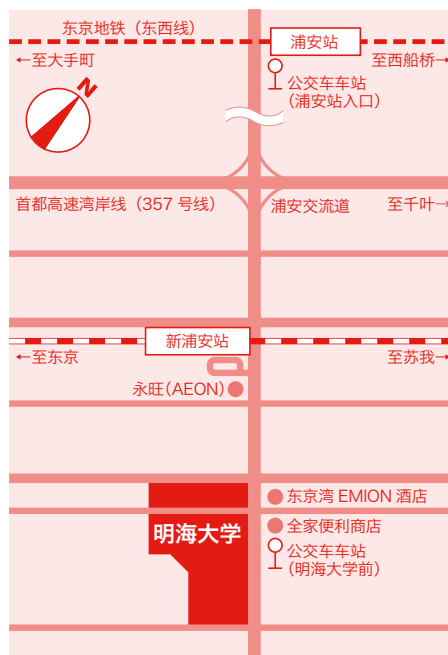 东京地铁（东西线）
浦安站
←至大手町
至西船桥→
N
公交车车站
(浦安站入口)
首都高速湾岸线（357 号线）
浦安交流道
至千叶→
新浦安站
←至东京
至苏我→
永旺(AEON)
东京湾 EMION 酒店
明海大学
全家便利商店
公交车车站
(明海大学前)